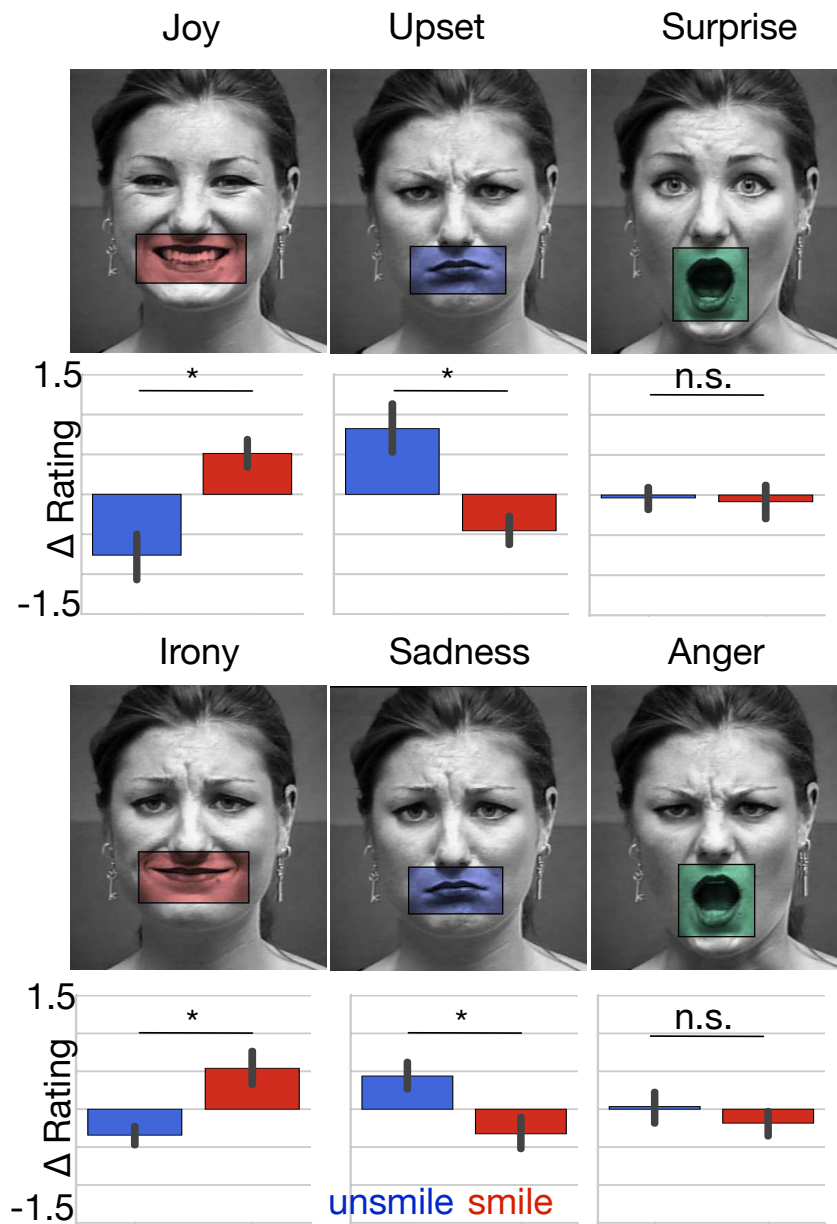 Joy Upset Surprise
1.5 * * n.s.
Δ Rating
-1.5
Irony Sadness Anger
1.5 * * n.s.
Δ Rating
-1.5
unsmile smile